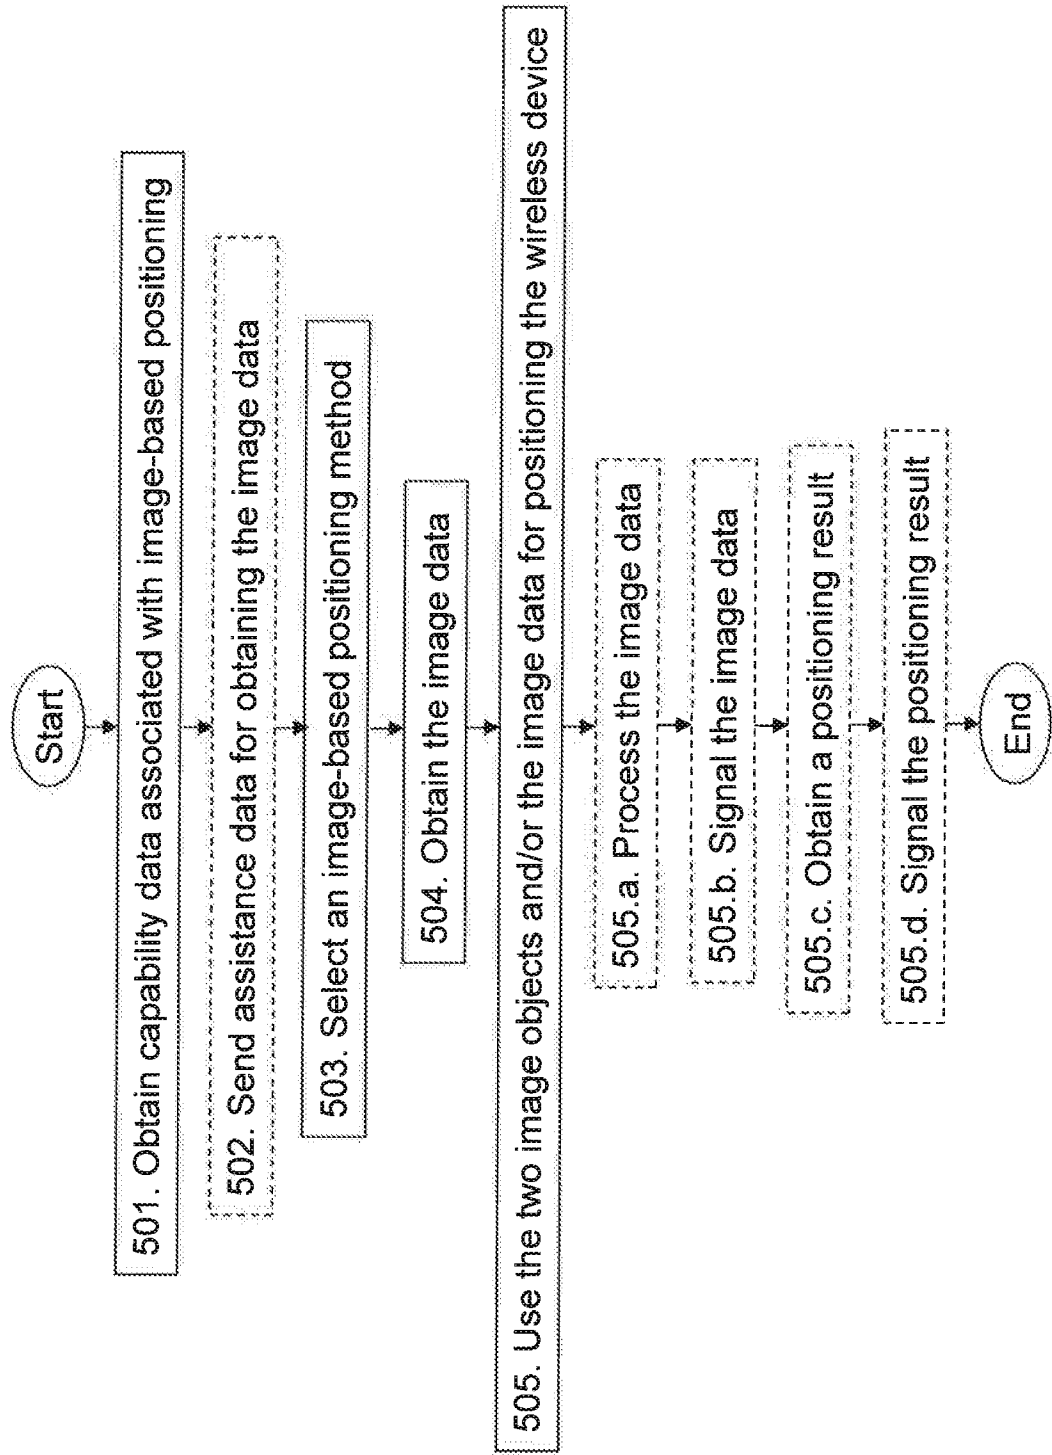 Start
501. Obtain capability data associated with image-based positioning
502. Send assistance data for obtaining the image data
503. Select an image-based positioning method
504. Obtain the image data
505. Use the two image objects and/or the image data for positioning the wireless device
505.a. Process the image data
505.b. Signal the image data
505.c. Obtain a positioning result
505.d. Signal the positioning result
End